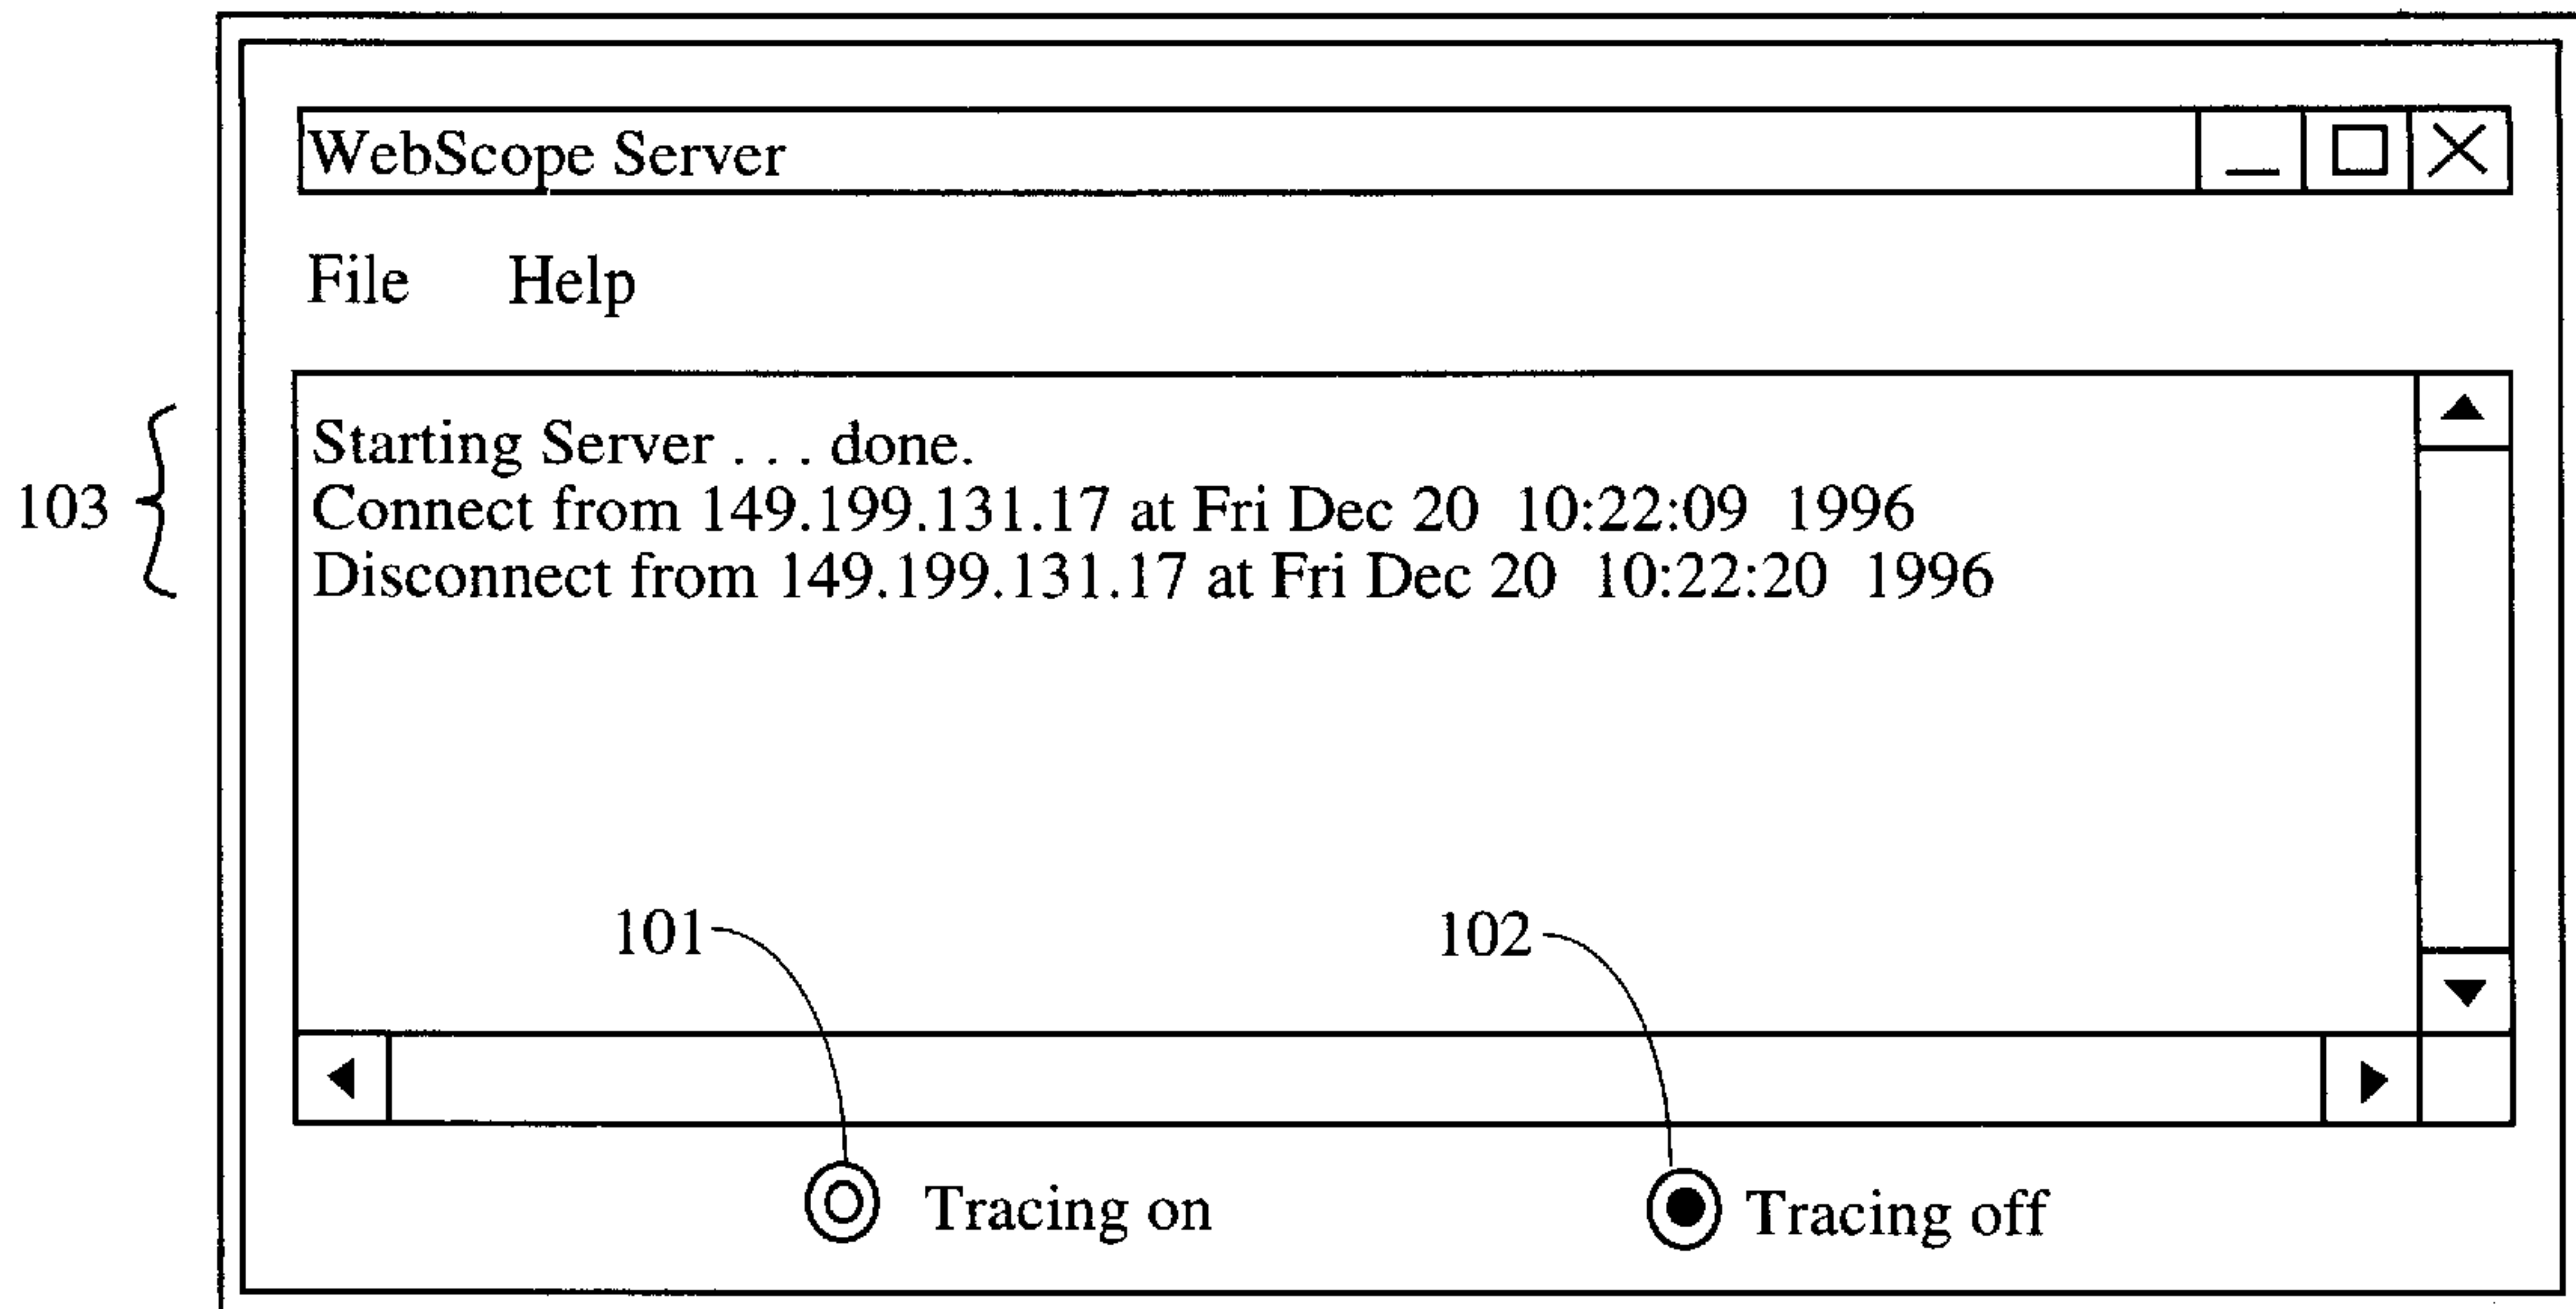 WebScope Server
File Help
Starting Server . . . done.
Connect from 149.199.131.17 at Fri Dec 20 10:22:09 1996
103
Disconnect from 149.199.131.17 at Fri Dec 20 10:22:20 1996
101 102
Tracing on Tracing off